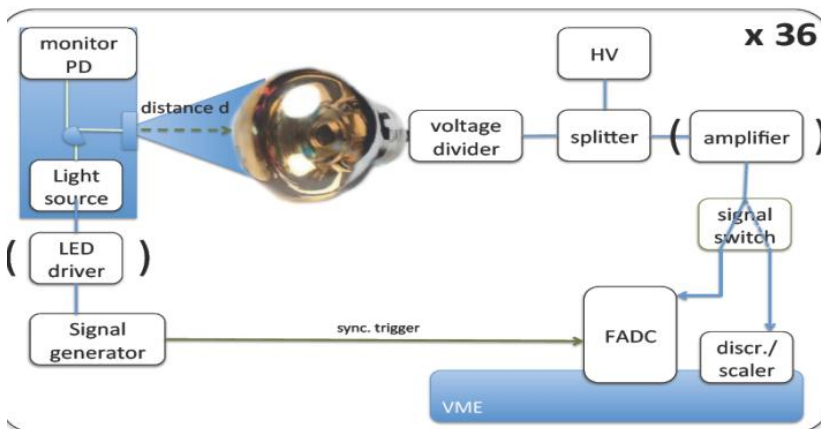 x 36
monitor
PD
distance d
Light
source
HV
voltage
divider
splitter
(
amplifier
)
signal
switch
(
LED
driver
)
Signal
generator
sync. trigger
FADC
discr./
scaler
VME